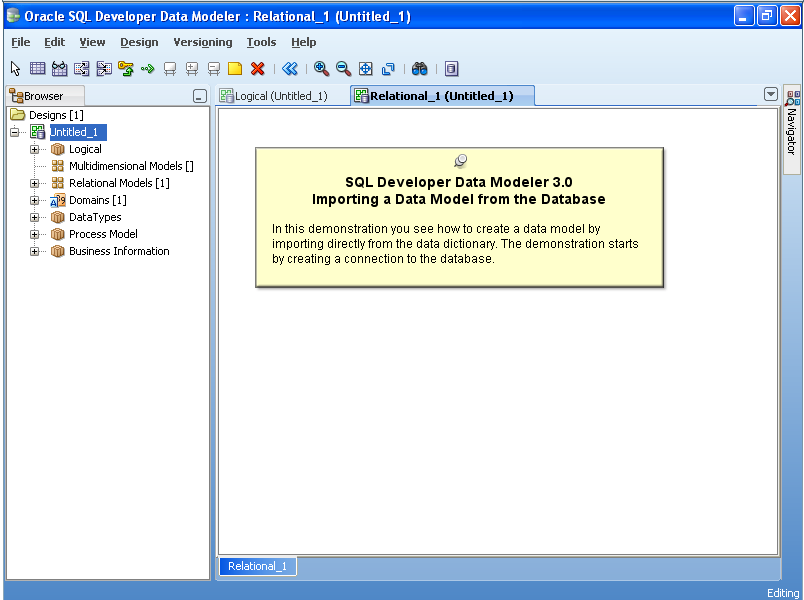 Oracle SQL Developer Data Modeler : Relational_1 (Untitled_1)
File Edit View Design Versioning Tools Help
Browser
Logical (Untitled_1)
Relational_1 (Untitled_1)
Navigator
Designs [1]
Untitled_1
Logical
Multidimensional Models []
Relational Models [1]
Domains [1]
DataTypes
Process Model
Business Information
SQL Developer Data Modeler 3.0
Importing a Data Model from the Database
In this demonstration you see how to create a data model by
importing directly from the data dictionary. The demonstration starts
by creating a connection to the database.
Relational_1
Editing